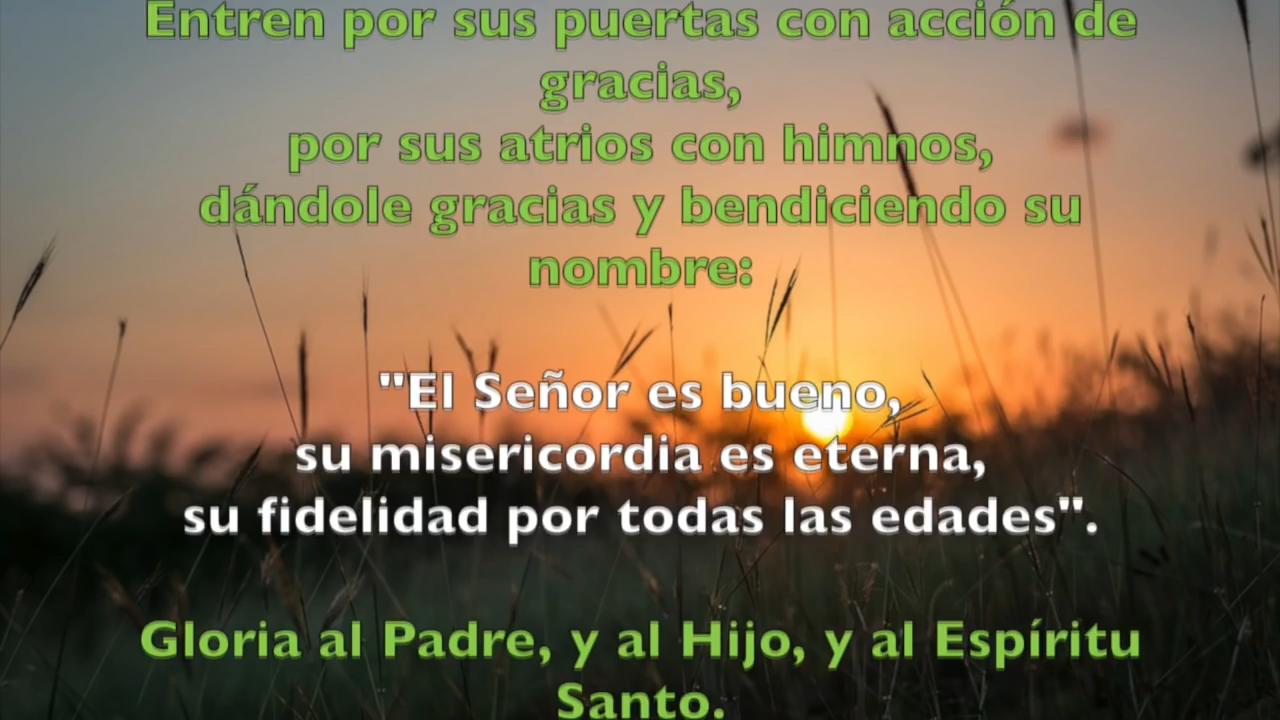 Entren por sus puertas con acción de
gracias,
por sus atrios con himnos,
dándole gracias y bendiciendo su
nombre:
"El Señor es bueno,
su misericordia es eterna,
su fidelidad por todas las edades".
Gloria al Padre, y al Hijo, y al Espíritu
Santo.